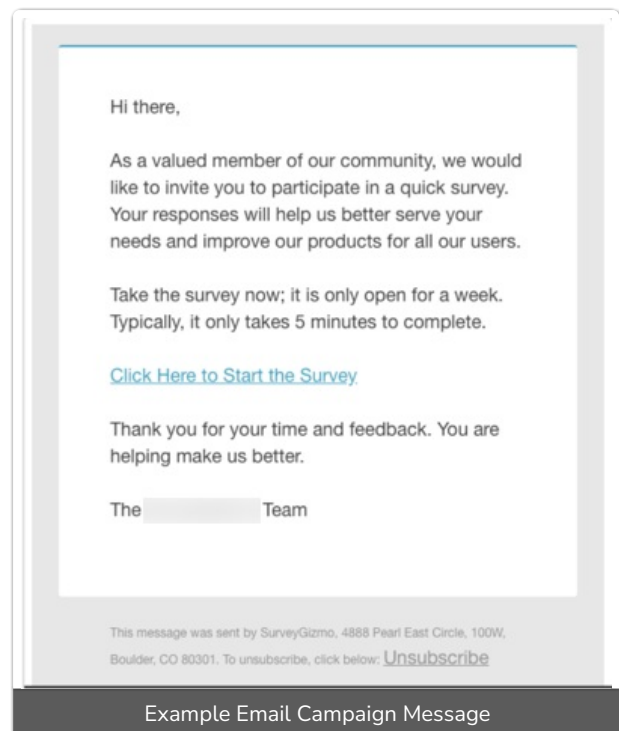 Hi there,
As a valued member of our community, we would
like to invite you to participate in a quick survey.
Your responses will help us better serve your
needs and improve our products for all our users.
Take the survey now; it is only open for a week.
Typically, it only takes 5 minutes to complete.
Click Here to Start the Survey
Thank you for your time and feedback. You are
helping make us better.
The Team
This message was sent by SurveyGizmo, 4888 Pearl East Circle, 100W,
Boulder, CO 80301. To unsubscribe, click below: Unsubscribe
Example Email Campaign Message